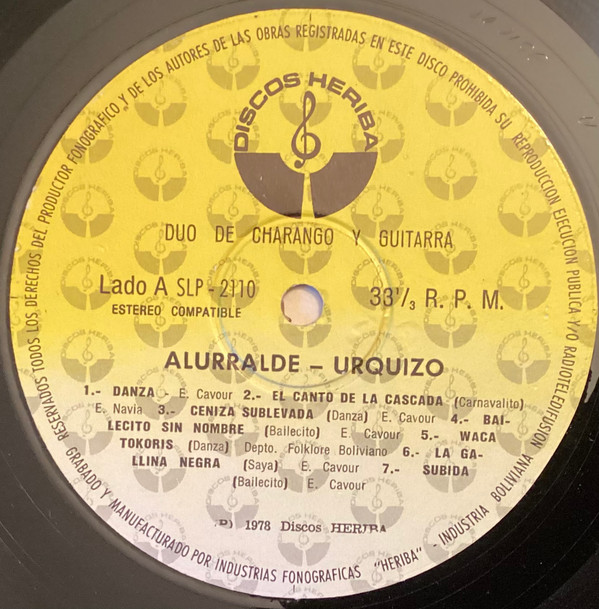 RESERVADOS TODOS LOS DERECHOS DEL PRODUCTOR FONOGRAFICO Y DE LOS AUTORES DE LAS OBRAS REGISTRADAS EN ESTE DISCO PROHIBIDA SU REPRODUCCION EJECUCION PUBLICA Y/O RADIOTELEDIFUSION
DISCOS HERIBA
DUO DE CHARANGO Y GUITARRA
Lado A SLP - 2110
33 1/3 R. P. M.
ESTEREO COMPATIBLE
ALURRALDE - URQUIZO
1.- DANZA - E. Cavour 2.- EL CANTO DE LA CASCADA (Carnavalito)
E. Navia 3.- CENIZA SUBLEVADA (Danza) E. Cavour 4.- BAI-
LECITO SIN NOMBRE (Bailecito) E. Cavour 5.- WACA
TOKORIS (Danza) Depto. Folklore Boliviano 6.- LA GA-
LLINA NEGRA (Saya) E. Cavour 7.- SUBIDA
(Bailecito) E. Cavour
(P) 1978 Discos HERIBA
GRABADO Y MANUFACTURADO POR INDUSTRIAS FONOGRAFICAS "HERIBA" - INDUSTRIA BOLIVIANA